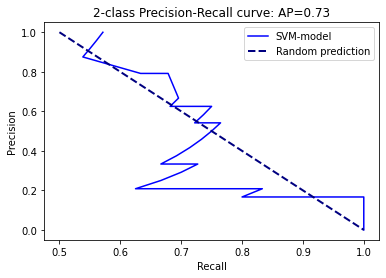 2-class Precision-Recall curve: AP=0.73
SVM-model
Random prediction
Precision
1.0
0.8
0.6
0.4
0.2
0.0
0.5
0.6
0.7
0.8
0.9
1.0
Recall